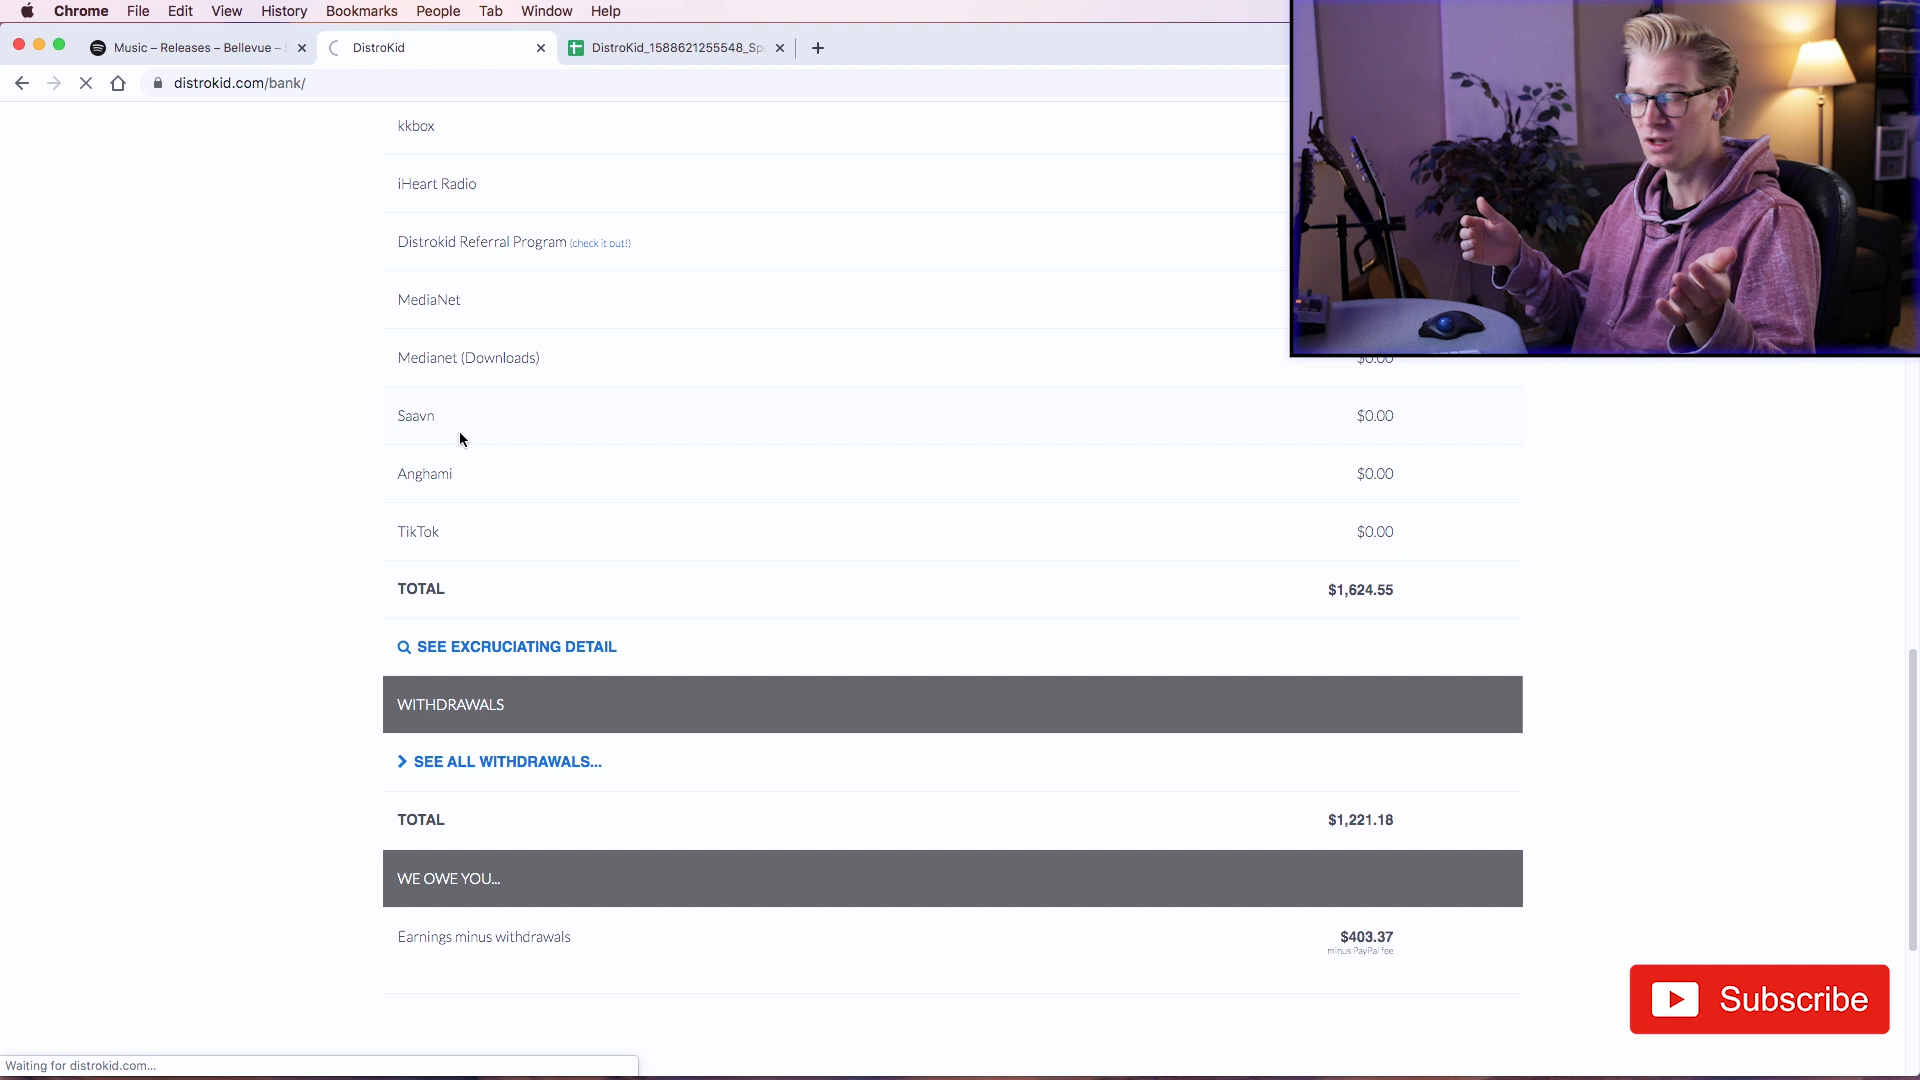 Chrome File Edit View History Bookmarks People Tab Window Help
Music – Releases – Bellevue – S
DistroKid
DistroKid_1588621255548_Spo
distrokid.com/bank/
kkbox
iHeart Radio
Distrokid Referral Program (check it out!)
MediaNet
Medianet (Downloads) $0.00
Saavn $0.00
Anghami $0.00
TikTok $0.00
TOTAL $1,624.55
SEE EXCRUCIATING DETAIL
WITHDRAWALS
SEE ALL WITHDRAWALS...
TOTAL $1,221.18
WE OWE YOU...
Earnings minus withdrawals $403.37
minus PayPal fee
Subscribe
Waiting for distrokid.com...